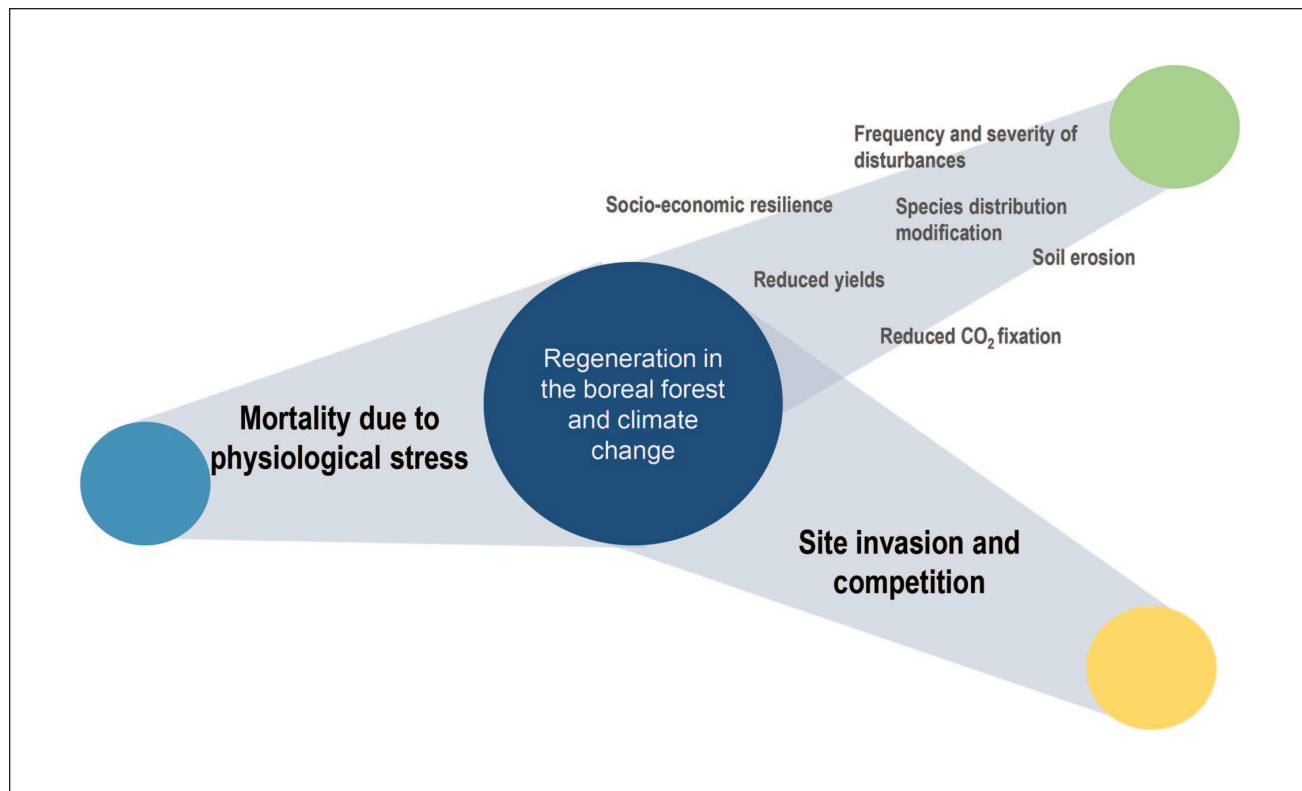 Frequency and severity of
disturbances
Socio-economic resilience
Species distribution
modification
Soil erosion
Reduced yields
Reduced CO₂ fixation
Regeneration in
the boreal forest
and climate
change
Mortality due to
physiological stress
Site invasion and
competition